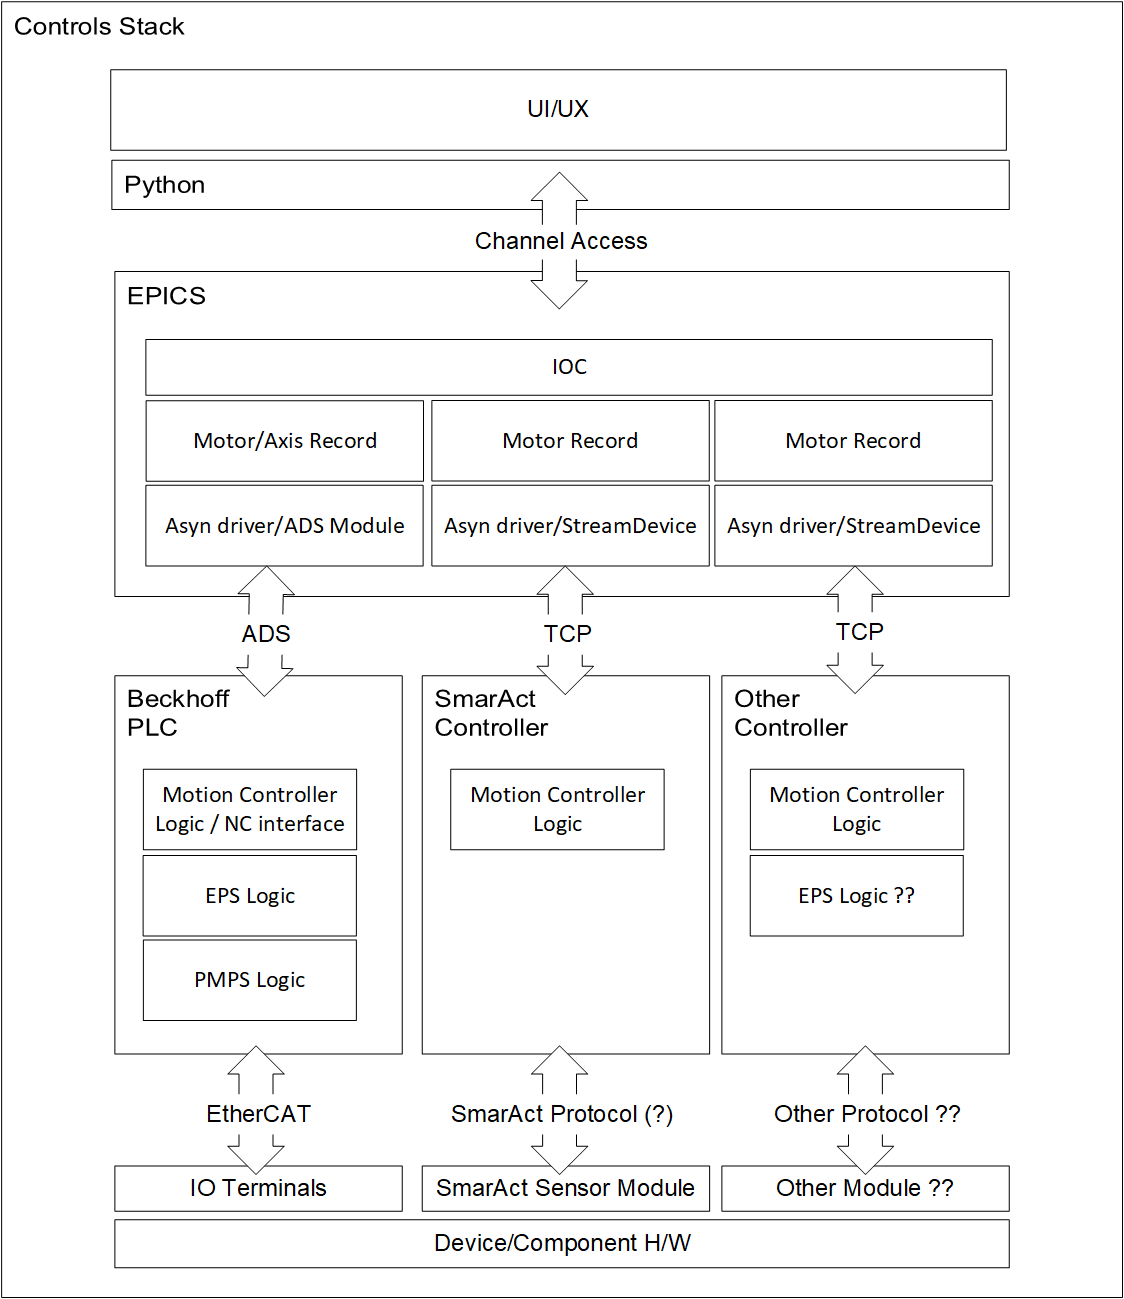 Controls Stack
UI/UX
Python
Channel Access
EPICS
IOC
Motor/Axis Record
Motor Record
Motor Record
Asyn driver/ADS Module
Asyn driver/StreamDevice
Asyn driver/StreamDevice
ADS
TCP
TCP
Beckhoff
PLC
Motion Controller
Logic / NC interface
EPS Logic
PMPS Logic
SmarAct
Controller
Motion Controller
Logic
Other
Controller
Motion Controller
Logic
EPS Logic ??
EtherCAT
SmarAct Protocol (?)
Other Protocol ??
IO Terminals
SmarAct Sensor Module
Other Module ??
Device/Component H/W